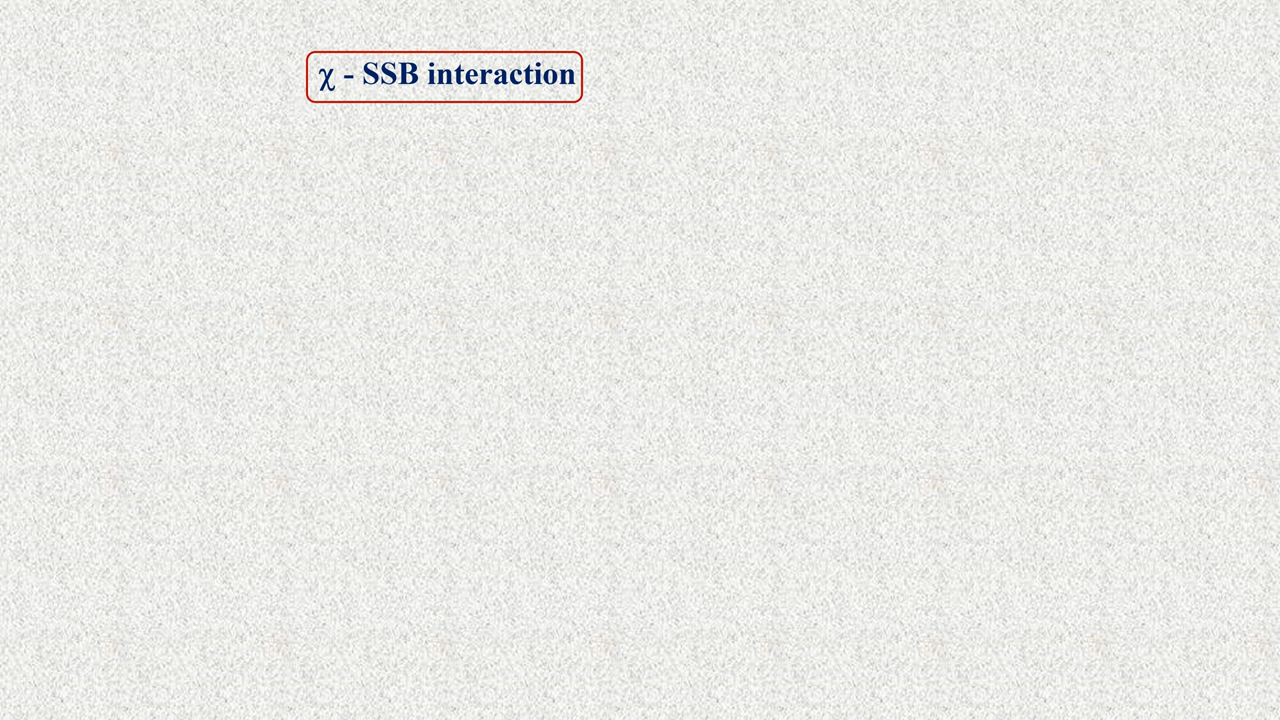 χ - SSB interaction